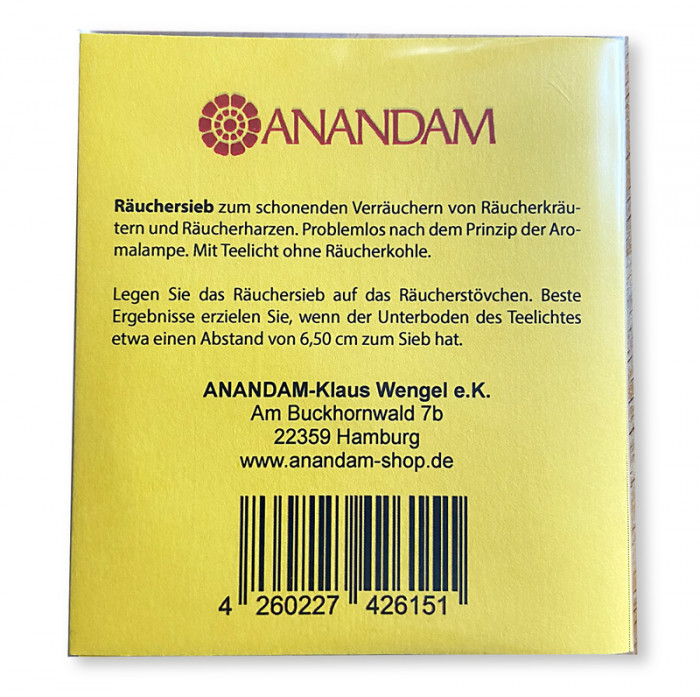 ANANDAM
Räuchersieb zum schonenden Verräuchern von Räucherkräu-
tern und Räucherharzen. Problemlos nach dem Prinzip der Aro-
malampe. Mit Teelicht ohne Räucherkohle.
Legen Sie das Räuchersieb auf das Räucherstövchen. Beste
Ergebnisse erzielen Sie, wenn der Unterboden des Teelichtes
etwa einen Abstand von 6,50 cm zum Sieb hat.
ANANDAM-Klaus Wengel e.K.
Am Buckhornwald 7b
22359 Hamburg
www.anandam-shop.de
4 260227 426151